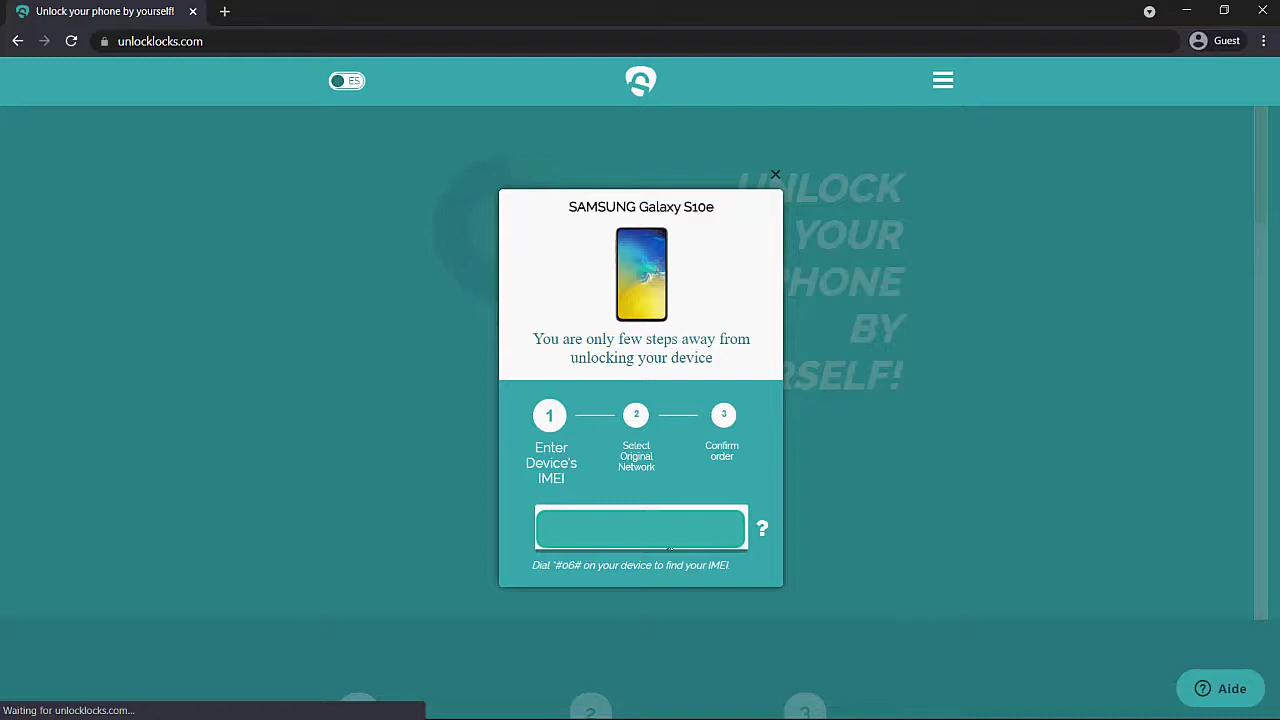 Unlock your phone by yourself!
unlocklocks.com
Guest
ES
UNLOCK
YOUR
PHONE
BY
SAMSUNG Galaxy S10e
You are only few steps away from
unlocking your device
1
2
3
Enter
Device's
IMEI
Select
Original
Network
Confirm
order
?
Dial *#06# on your device to find your IMEI.
2
3
Aide
Waiting for unlocklocks.com...